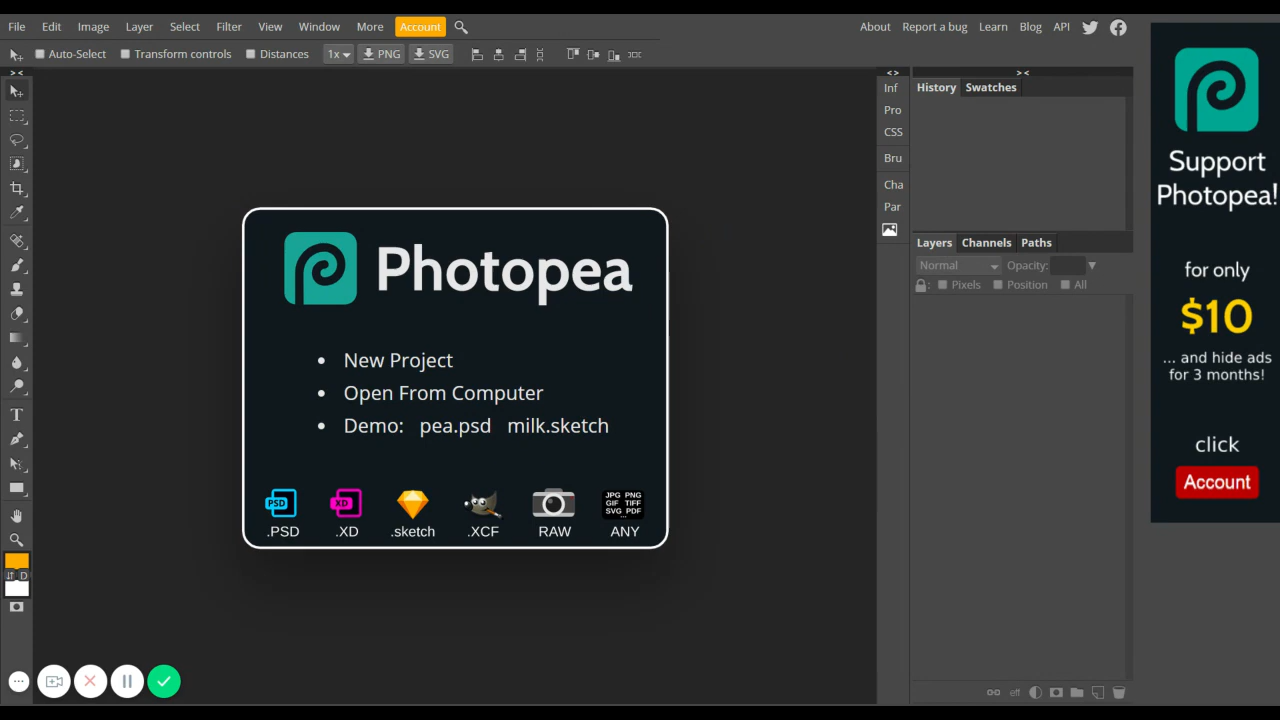 File Edit Image Layer Select Filter View Window More Account About Report a bug Learn Blog API
Auto-Select Transform controls Distances 1x PNG SVG
> <
< >
> <
Inf
Pro
CSS
Bru
Cha
Par
History Swatches
Layers Channels Paths
Normal Opacity:
: Pixels Position All
Photopea
• New Project
• Open From Computer
• Demo: pea.psd milk.sketch
PSD XD JPG PNG
GIF TIFF
SVG PDF
...
.PSD .XD .sketch .XCF RAW ANY
T
D
eff
Support
Photopea!
for only
$10
... and hide ads
for 3 months!
click
Account